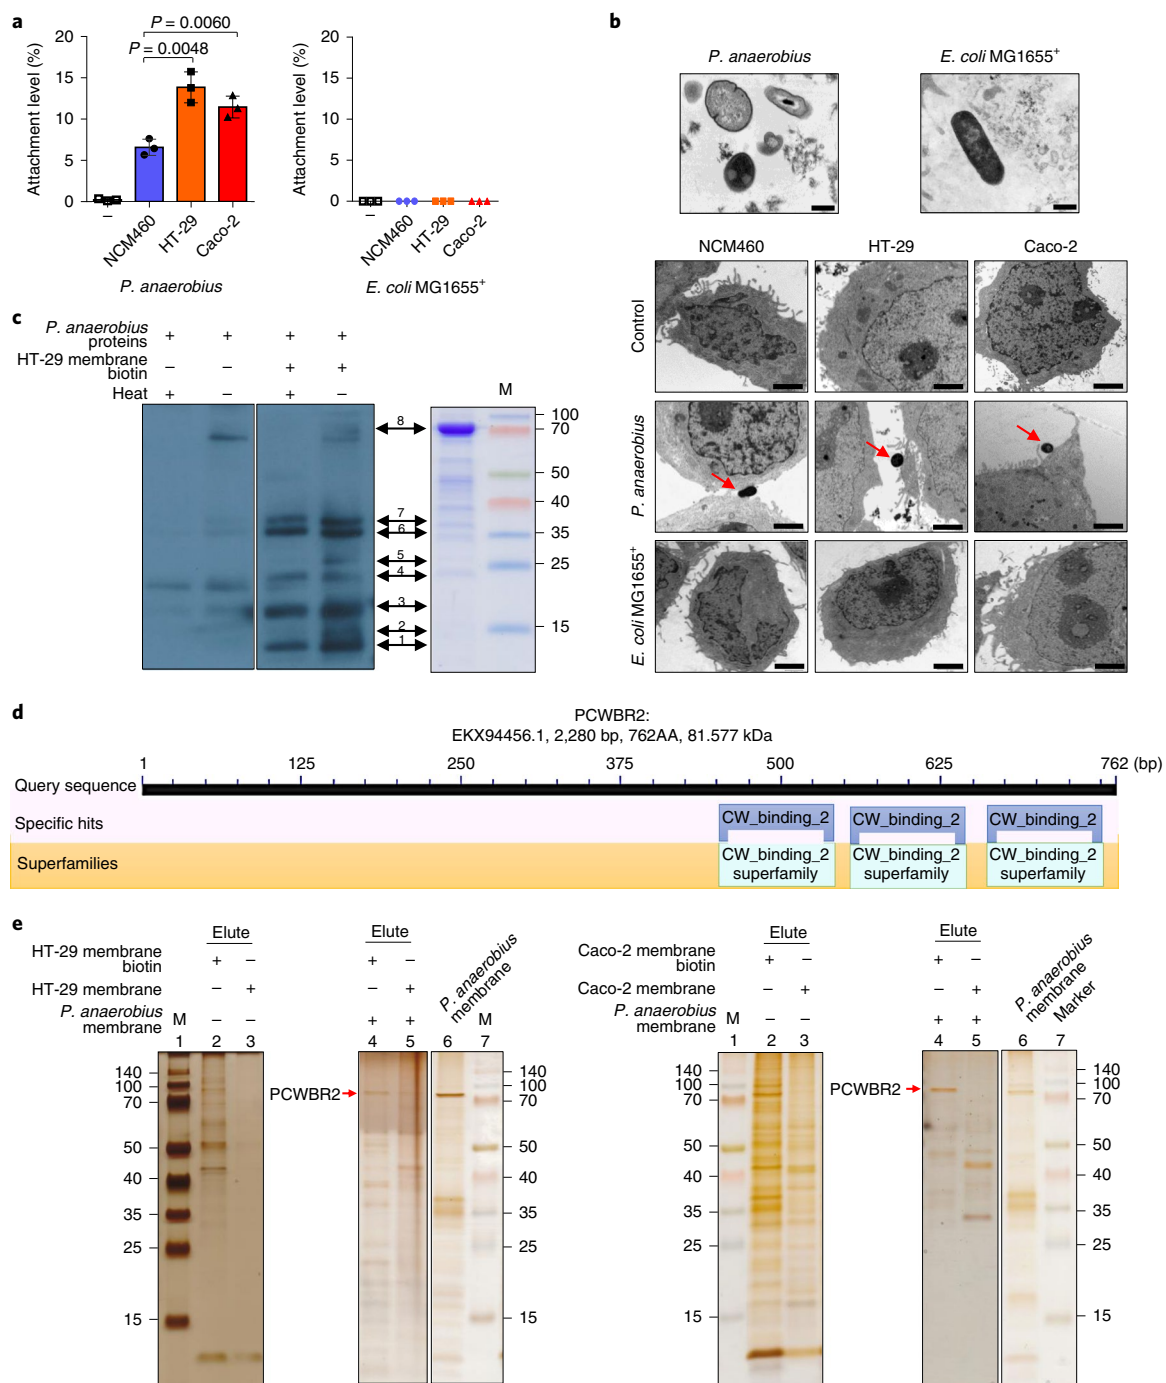 a
P = 0.0060
P = 0.0048
Attachment level (%)
20
15
10
5
0
–
NCM460
HT-29
Caco-2
P. anaerobius
Attachment level (%)
20
15
10
5
0
–
NCM460
HT-29
Caco-2
E. coli MG1655+
b
P. anaerobius
E. coli MG1655+
NCM460
HT-29
Caco-2
Control
P. anaerobius
E. coli MG1655+
c
P. anaerobius proteins
+ + + +
HT-29 membrane biotin
– – + +
Heat
+ – + –
M
8
7
6
5
4
3
2
1
100
70
50
40
35
25
15
d
PCWBR2:
EKX94456.1, 2,280 bp, 762AA, 81.577 kDa
1 125 250 375 500 625 762 (bp)
Query sequence
Specific hits
CW_binding_2 CW_binding_2 CW_binding_2
Superfamilies
CW_binding_2 superfamily
CW_binding_2 superfamily
CW_binding_2 superfamily
e
Elute
Elute
HT-29 membrane biotin
+ – + –
HT-29 membrane
– + – +
P. anaerobius membrane
– – + +
P. anaerobius membrane
M
M
1 2 3 4 5 6 7
140
100
70
50
40
35
25
15
PCWBR2
140
100
70
50
40
35
25
15
Elute
Elute
Caco-2 membrane biotin
+ – + –
Caco-2 membrane
– + – +
P. anaerobius membrane
– – + +
P. anaerobius membrane
Marker
M
1 2 3 4 5 6 7
140
100
70
50
40
35
25
15
PCWBR2
140
100
70
50
40
35
25
15